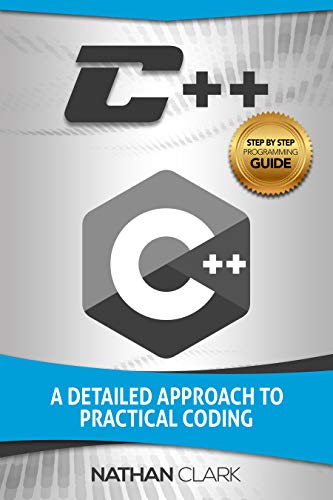 C++
STEP BY STEP
PROGRAMMING
GUIDE
C++
A DETAILED APPROACH TO
PRACTICAL CODING
NATHAN CLARK